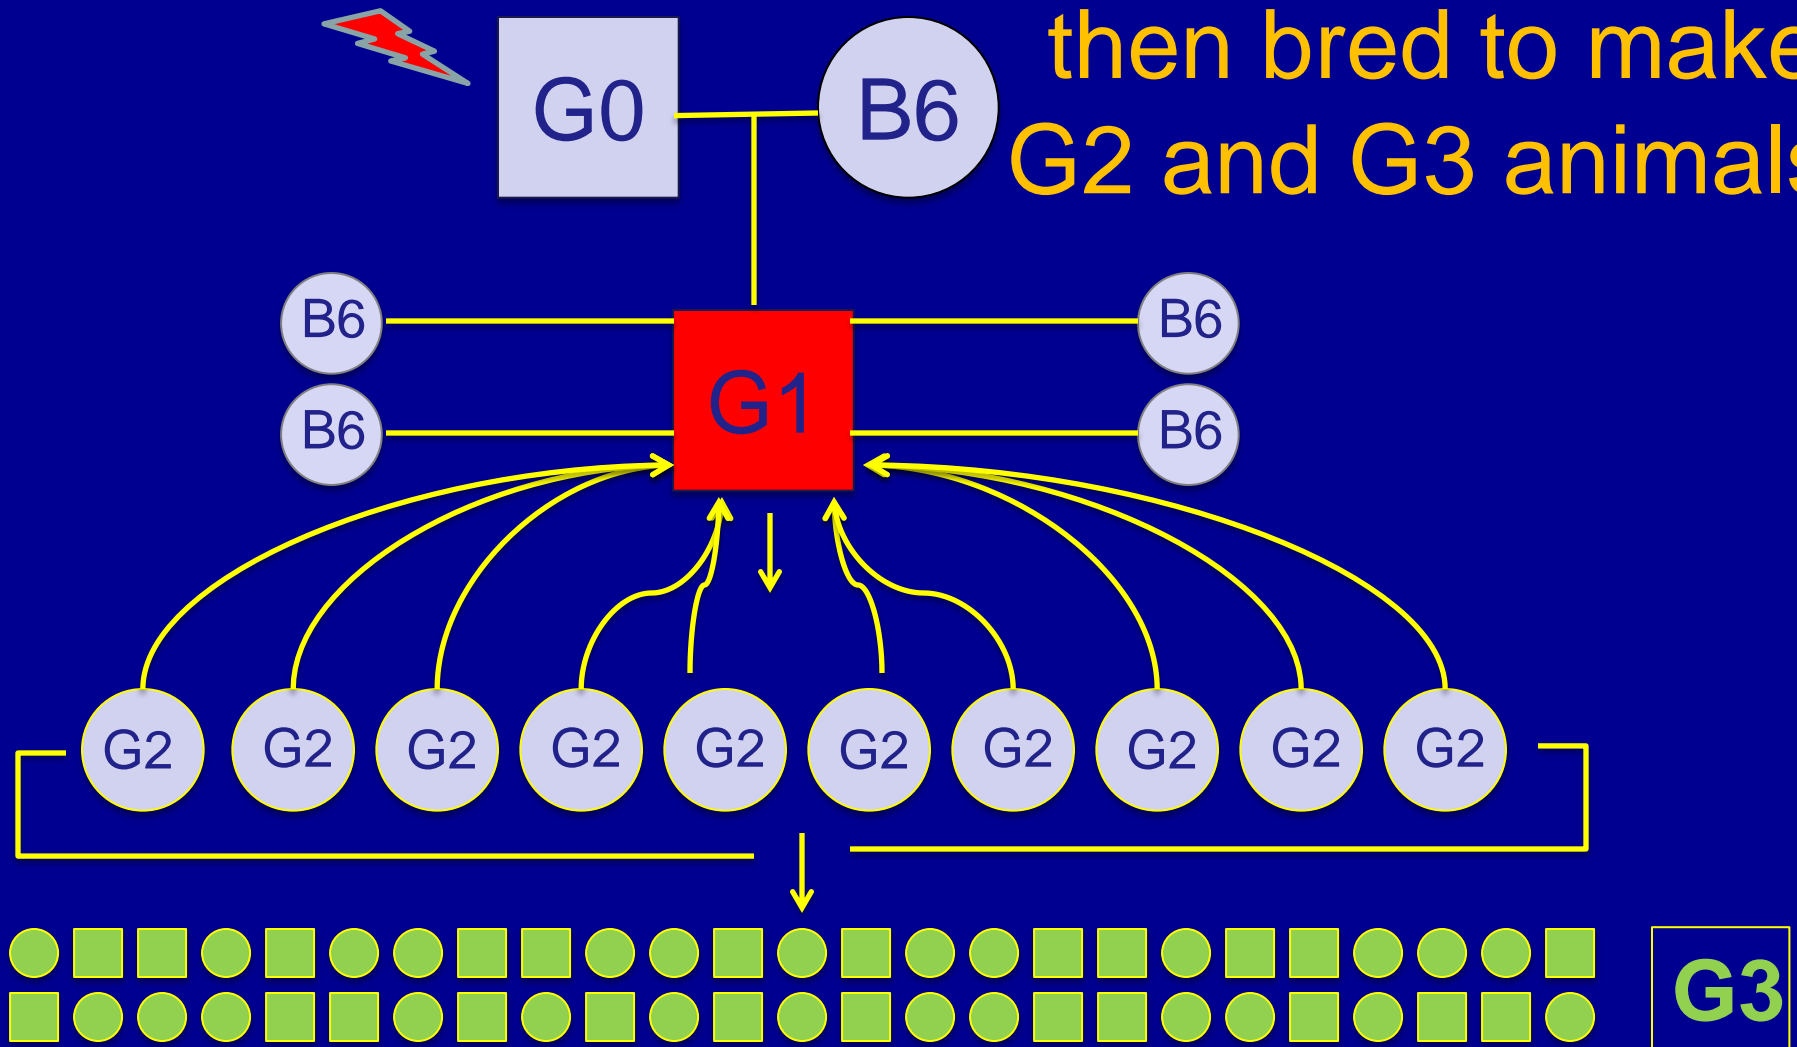 then bred to make
G2 and G3 animals
G0 B6
B6 B6
G1
B6 B6
G2 G2 G2 G2 G2 G2 G2 G2 G2 G2
G3